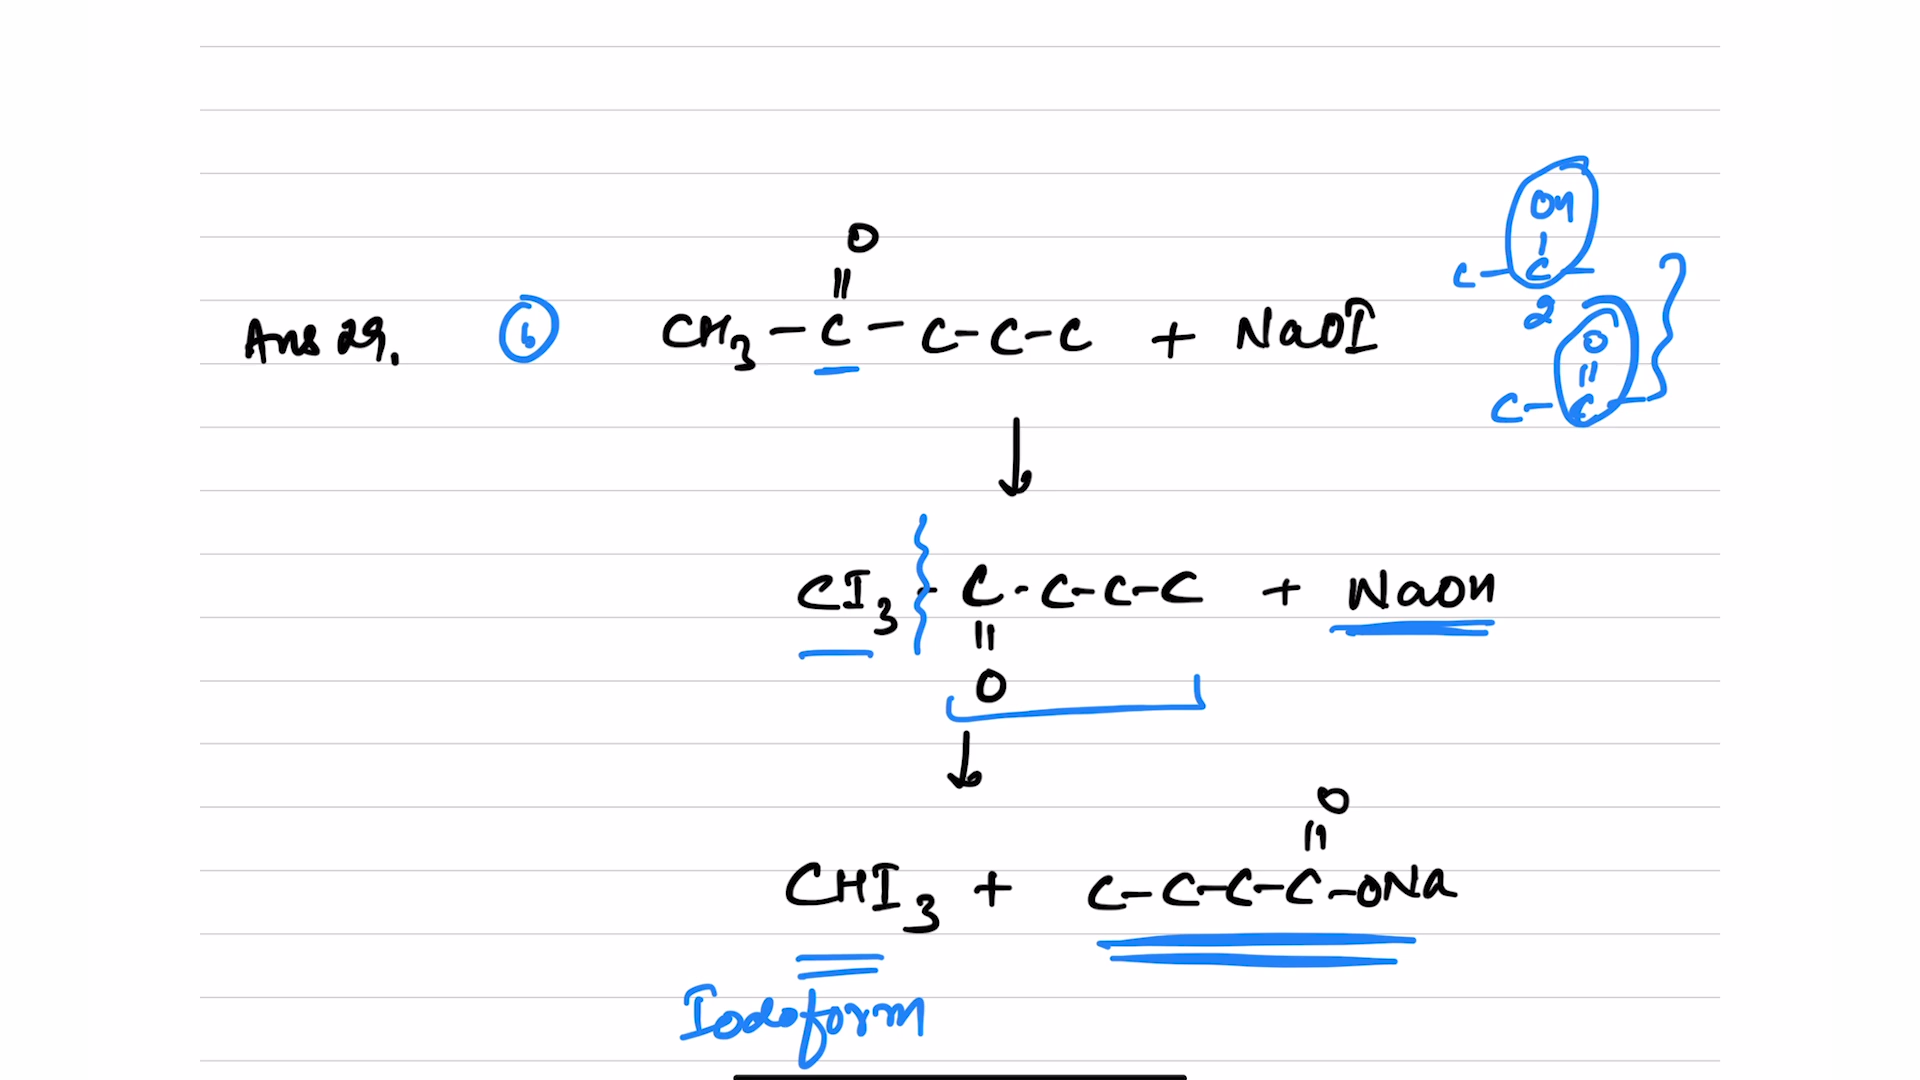 OH
|
C-C-
2
O
||
C-C-
O
||
Ans 29. (b) CH3-C-C-C-C + NaOI
CI3-C-C-C-C + NaOH
||
O
O
||
CHI3 + C-C-C-C-ONa
Iodoform